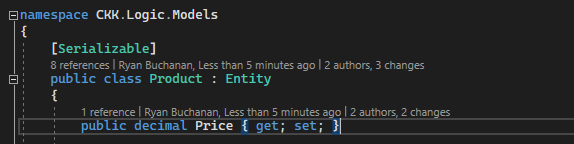 namespace CKK.Logic.Models
{
[Serializable]
8 references | Ryan Buchanan, Less than 5 minutes ago | 2 authors, 3 changes
public class Product : Entity
{
1 reference | Ryan Buchanan, Less than 5 minutes ago | 2 authors, 2 changes
public decimal Price { get; set; }